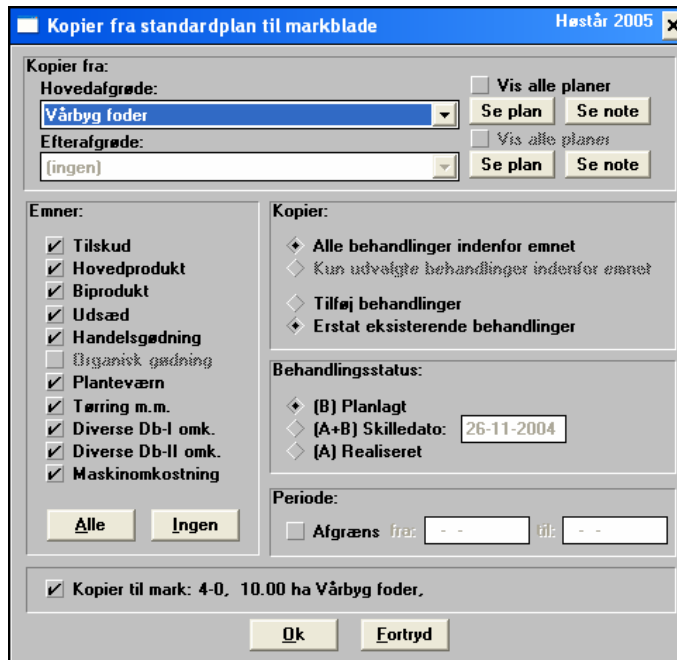 Kopier fra standardplan til markblade Høstår 2005
Kopier fra:
Hovedafgrøde: Vis alle planer
Vårbyg foder Se plan Se note
Efterafgrøde: Vis alle planer
(ingen) Se plan Se note
Emner:
Tilskud
Hovedprodukt
Biprodukt
Udsæd
Handelsgødning
Organisk gødning
Planteværn
Tørring m.m.
Diverse Db-I omk.
Diverse Db-II omk.
Maskinomkostning
Alle Ingen
Kopier:
Alle behandlinger indenfor emnet
Kun udvalgte behandlinger indenfor emnet
Tilføj behandlinger
Erstat eksisterende behandlinger
Behandlingsstatus:
(B) Planlagt
(A+B) Skilledato: 26-11-2004
(A) Realiseret
Periode:
Afgræns fra: - - til: - -
Kopier til mark: 4-0, 10.00 ha Vårbyg foder,
Ok Fortryd